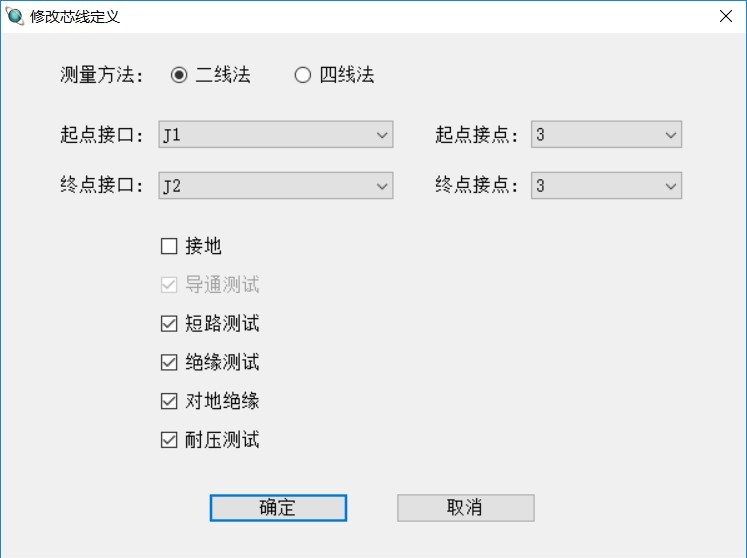 修改芯线定义
测量方法： 二线法 四线法
起点接口： J1 起点接点： 3
终点接口： J2 终点接点： 3
接地
导通测试
短路测试
绝缘测试
对地绝缘
耐压测试
确定 取消